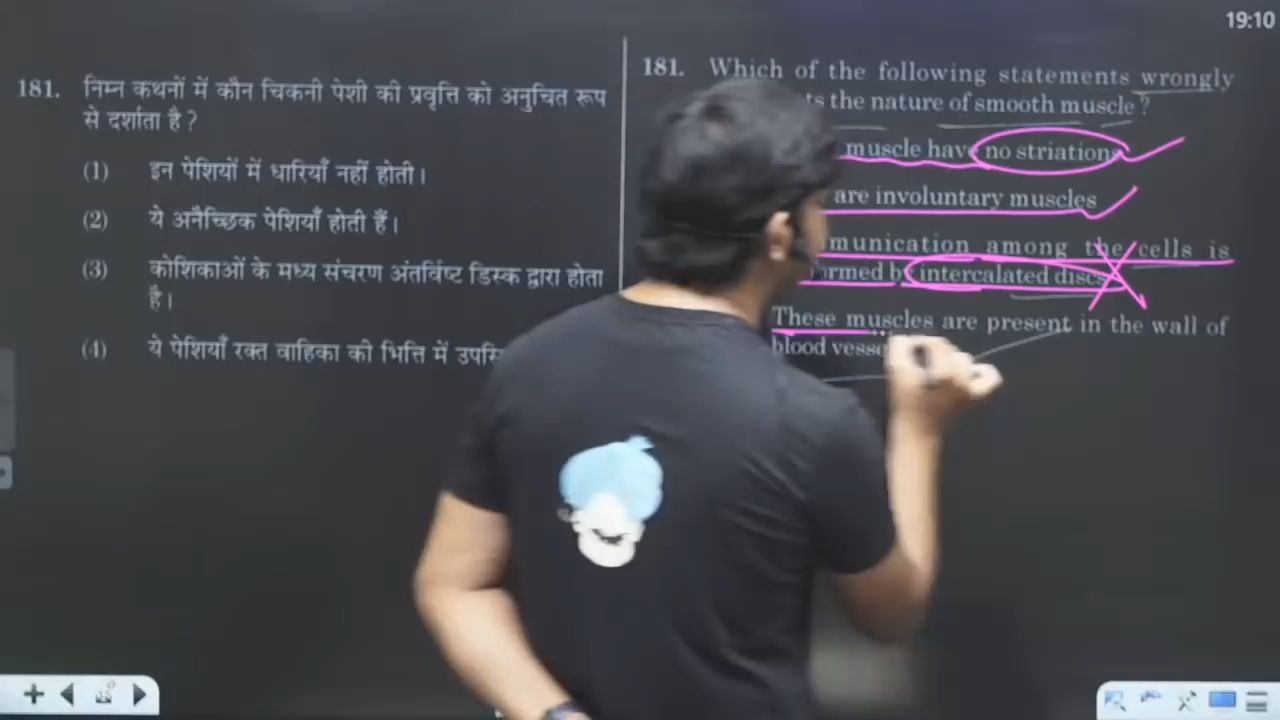 19:10
181. निम्न कथनों में कौन चिकनी पेशी की प्रवृत्ति को अनुचित रूप
से दर्शाता है ?
(1) इन पेशियों में धारियाँ नहीं होती।
(2) ये अनैच्छिक पेशियाँ होती हैं।
(3) कोशिकाओं के मध्य संचरण अंतर्विष्ट डिस्क द्वारा होता
है।
(4) ये पेशियाँ रक्त वाहिका की भित्ति में
181. Which of the following statements wrongly
the nature of smooth muscle ?
muscle have no striations
are involuntary muscles
among the cells is
intercalated discs
These muscles are present in the wall of
blood